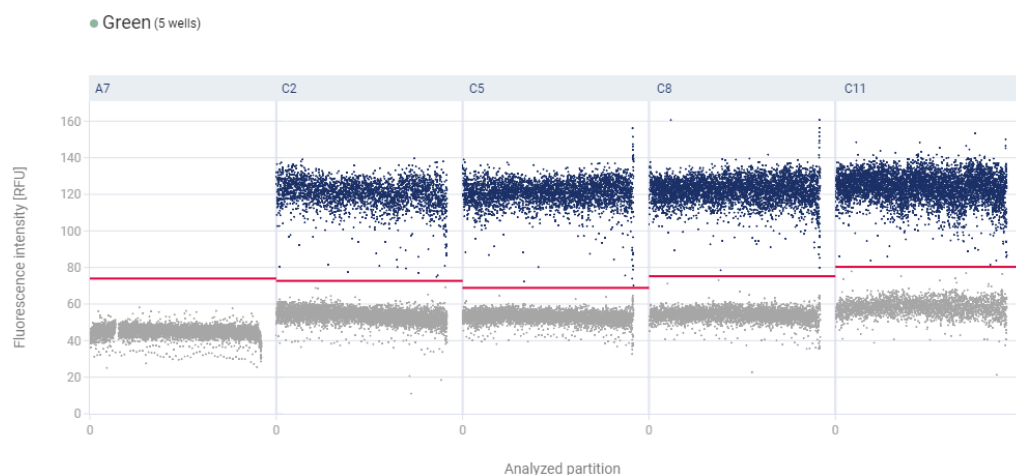 Green (5 wells)
A7 C2 C5 C8 C11
Fluorescence intensity [RFU]
160
140
120
100
80
60
40
20
0
0 0 0 0 0
Analyzed partition